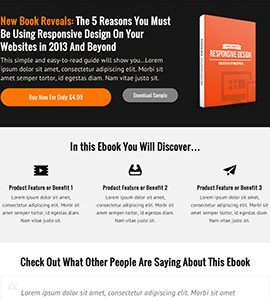 New Book Reveals: The 5 Reasons You Must
Be Using Responsive Design On Your
Websites in 2013 And Beyond
This simple and easy-to-read guide will show you...Lorem
ipsum dolor sit amet, consectetur adipiscing elit. Morbi sit
amet semper tortor, id egestas diam. Nam vitae justo sit.
Buy Now For Only $4.99
Download Sample
RESPONSIVE DESIGN
In this Ebook You Will Discover...
Product Feature or Benefit 1
Lorem ipsum dolor sit amet,
consectetur adipiscing elit. Morbi sit
amet semper tortor, id egestas diam.
Nam vitae justo.
Product Feature or Benefit 2
Lorem ipsum dolor sit amet,
consectetur adipiscing elit. Morbi sit
amet semper tortor, id egestas diam.
Nam vitae justo.
Product Feature or Benefit 3
Lorem ipsum dolor sit amet,
consectetur adipiscing elit. Morbi sit
amet semper tortor, id egestas diam.
Nam vitae justo.
Check Out What Other People Are Saying About This Ebook
Lorem ipsum dolor sit amet, consectetur adipiscing elit. Morbi sit amet